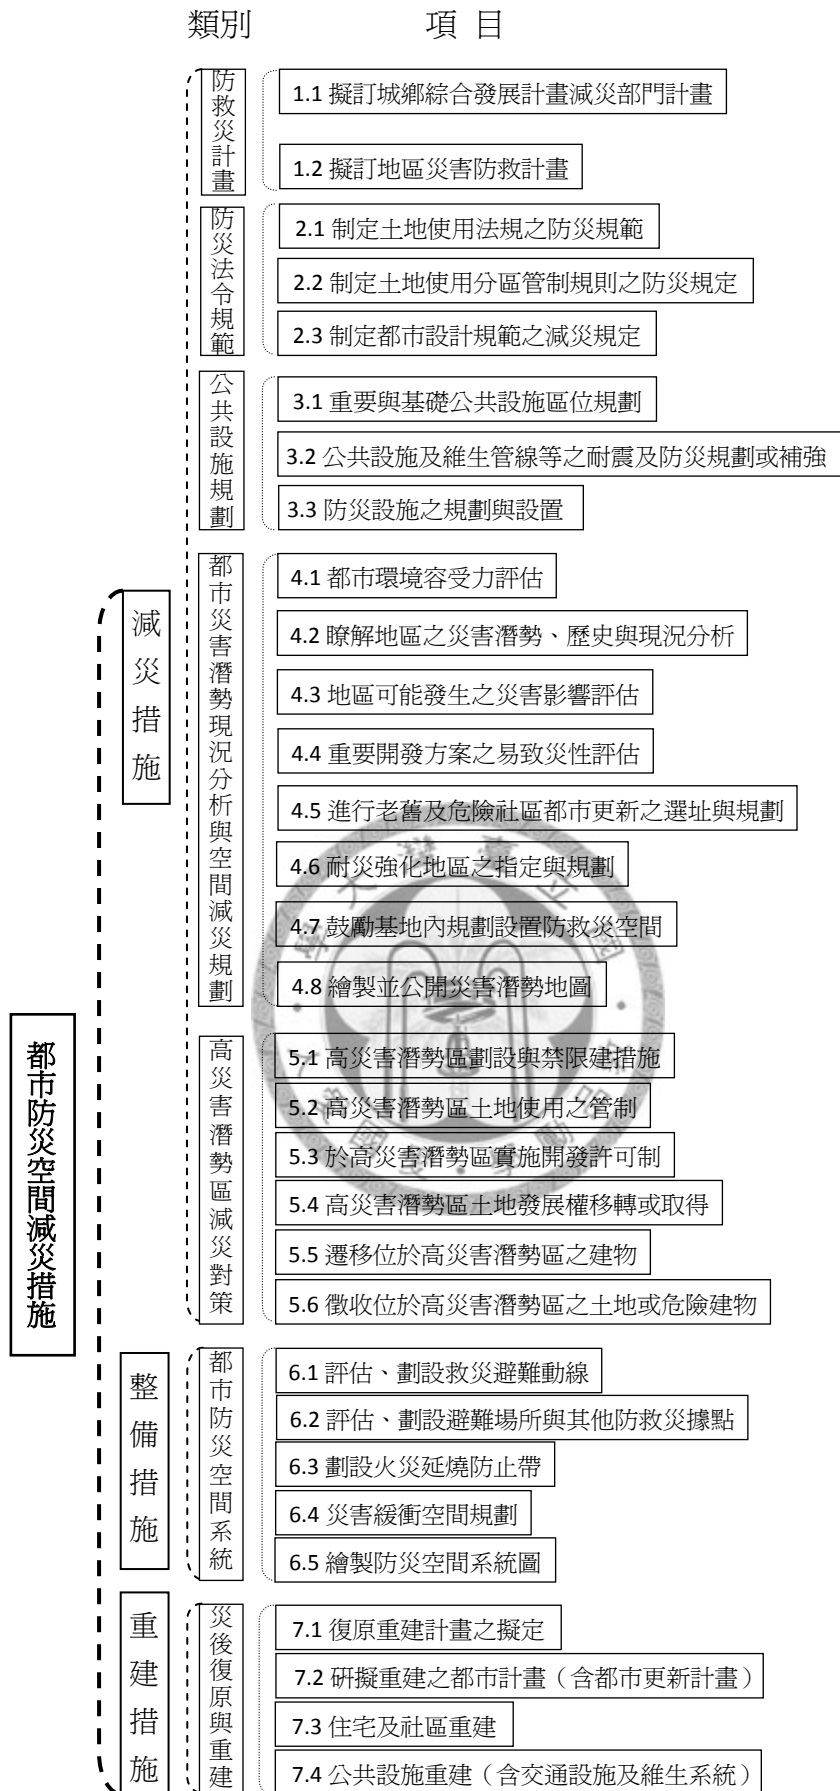 類別 項目
都市防災空間減災措施
減災措施
防救災計畫
1.1 擬訂城鄉綜合發展計畫減災部門計畫
1.2 擬訂地區災害防救計畫
防災法令規範
2.1 制定土地使用法規之防災規範
2.2 制定土地使用分區管制規則之防災規定
2.3 制定都市設計規範之減災規定
公共設施規劃
3.1 重要與基礎公共設施區位規劃
3.2 公共設施及維生管線等之耐震及防災規劃或補強
3.3 防災設施之規劃與設置
都市災害潛勢現況分析與空間減災規劃
4.1 都市環境容受力評估
4.2 瞭解地區之災害潛勢、歷史與現況分析
4.3 地區可能發生之災害影響評估
4.4 重要開發方案之易致災性評估
4.5 進行老舊及危險社區都市更新之選址與規劃
4.6 耐災強化地區之指定與規劃
4.7 鼓勵基地內規劃設置防救災空間
4.8 繪製並公開災害潛勢地圖
高災害潛勢區減災對策
5.1 高災害潛勢區劃設與禁限建措施
5.2 高災害潛勢區土地使用之管制
5.3 於高災害潛勢區實施開發許可制
5.4 高災害潛勢區土地發展權移轉或取得
5.5 遷移位於高災害潛勢區之建物
5.6 徵收位於高災害潛勢區之土地或危險建物
整備措施
都市防災空間系統
6.1 評估、劃設救災避難動線
6.2 評估、劃設避難場所與其他防救災據點
6.3 劃設火災延燒防止帶
6.4 災害緩衝空間規劃
6.5 繪製防災空間系統圖
重建措施
災後復原與重建
7.1 復原重建計畫之擬定
7.2 研擬重建之都市計畫（含都市更新計畫）
7.3 住宅及社區重建
7.4 公共設施重建（含交通設施及維生系統）